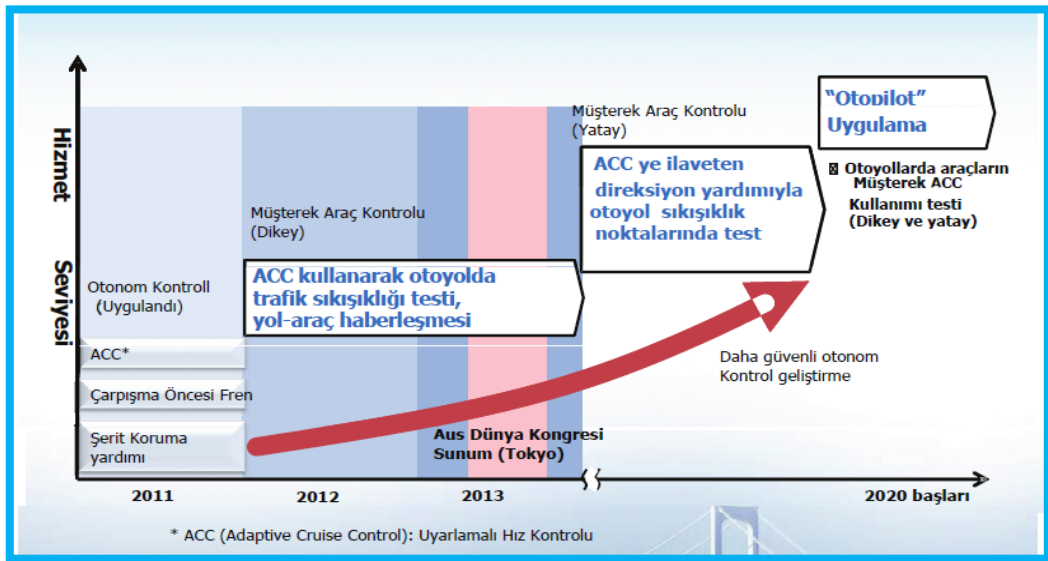 Hizmet Seviyesi
"Otopilot"
Uygulama
Otoyollarda araçların
Müşterek ACC
Kullanımı testi
(Dikey ve yatay)
Müşterek Araç Kontrolu
(Yatay)
ACC ye ilaveten
direksiyon yardımıyla
otoyol sıkışıklık
noktalarında test
Müşterek Araç Kontrolu
(Dikey)
ACC kullanarak otoyolda
trafik sıkışıklığı testi,
yol-araç haberleşmesi
Otonom Kontroll
(Uygulandı)
ACC*
Çarpışma Öncesi Fren
Şerit Koruma
yardımı
Daha güvenli otonom
Kontrol geliştirme
Aus Dünya Kongresi
Sunum (Tokyo)
2011
2012
2013
2020 başları
* ACC (Adaptive Cruise Control): Uyarlamalı Hız Kontrolu